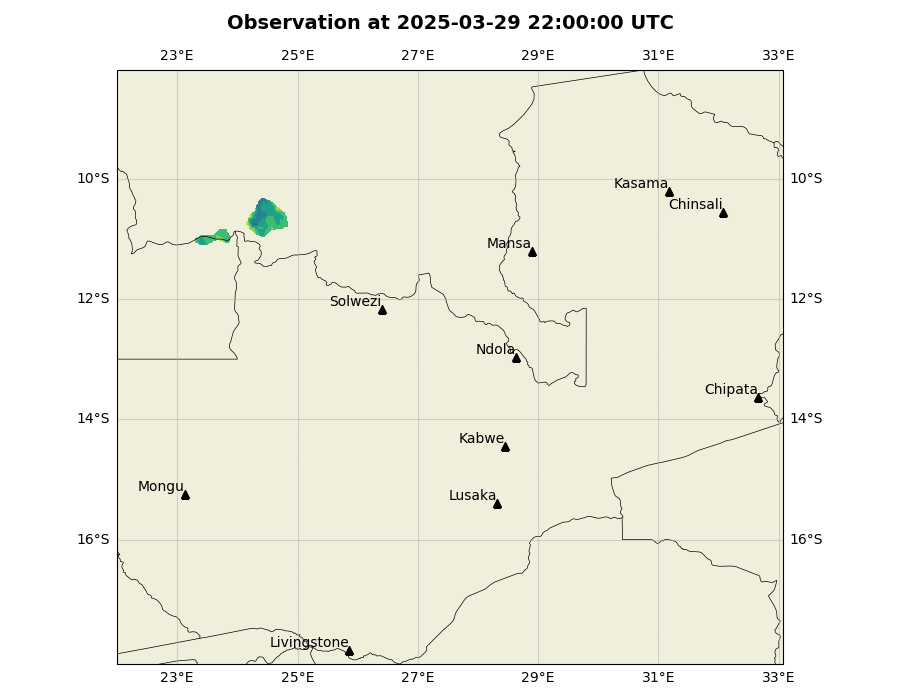 Observation at 2025-03-29 22:00:00 UTC
23°E 25°E 27°E 29°E 31°E 33°E
10°S 10°S
Kasama
Chinsali
Mansa
12°S 12°S
Solwezi
Ndola
Chipata
14°S 14°S
Kabwe
Mongu
Lusaka
16°S 16°S
Livingstone
23°E 25°E 27°E 29°E 31°E 33°E